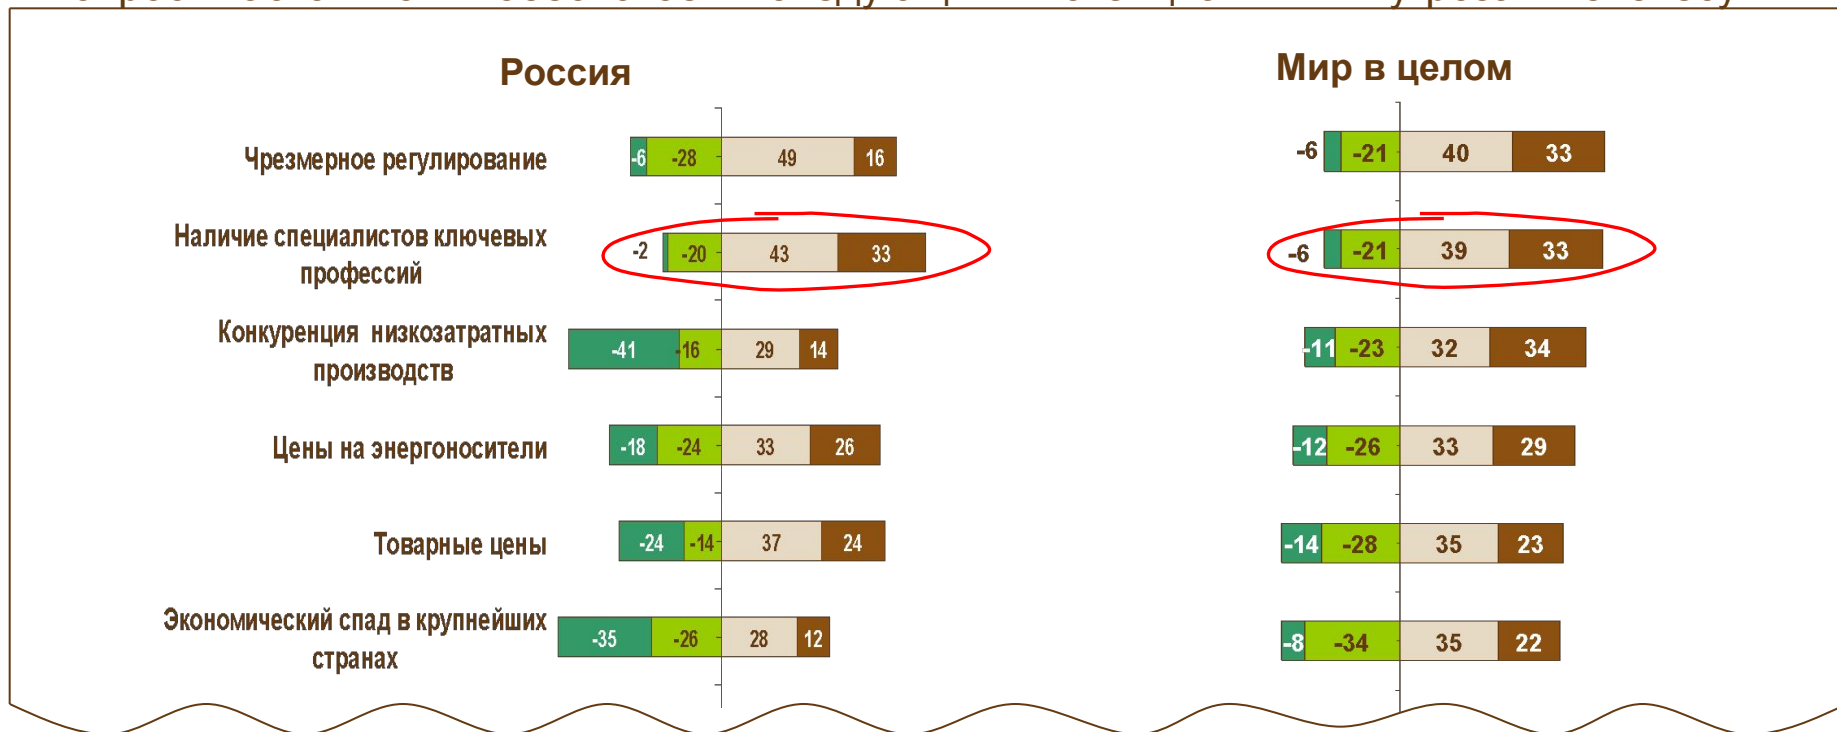 Россия
Мир в целом
Чрезмерное регулирование
-6 -28 49 16
-6 -21 40 33
Наличие специалистов ключевых
профессий
-2 -20 43 33
-6 -21 39 33
Конкуренция низкозатратных
производств
-41 -16 29 14
-11 -23 32 34
Цены на энергоносители
-18 -24 33 26
-12 -26 33 29
Товарные цены
-24 -14 37 24
-14 -28 35 23
Экономический спад в крупнейших
странах
-35 -26 28 12
-8 -34 35 22